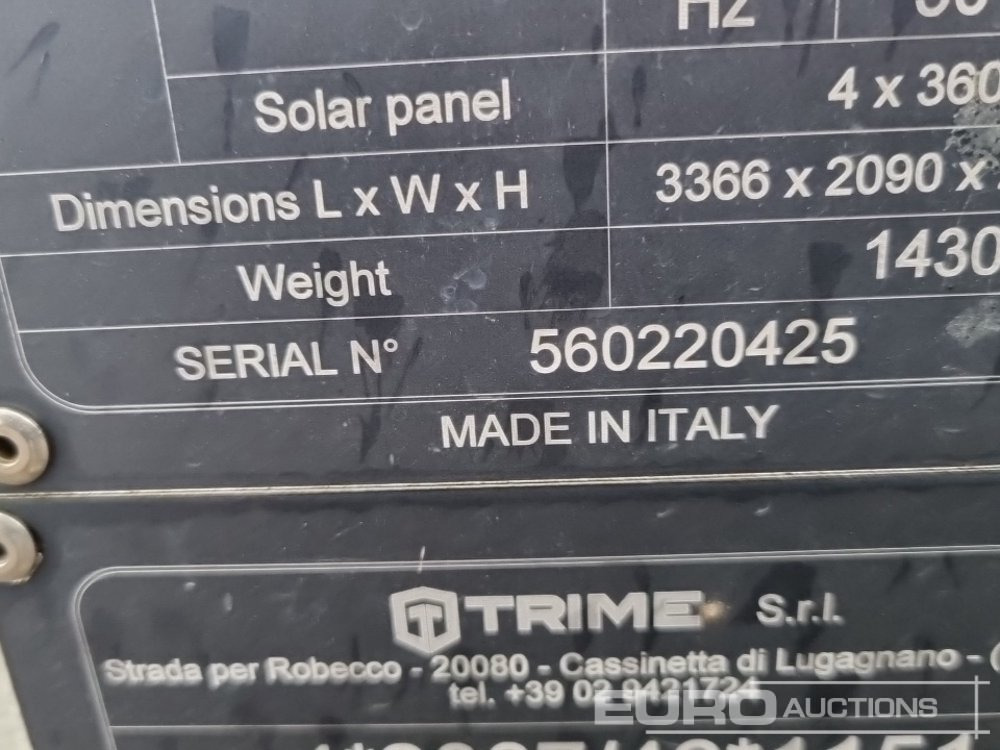 Hz
Solar panel 4 x 360
Dimensions L x W x H 3366 x 2090 x
Weight 1430
SERIAL N° 560220425
MADE IN ITALY
TRIME S.r.l.
Strada per Robecco - 20080 - Cassinetta di Lugagnano -
tel. +39 02 9421724
EURO AUCTIONS